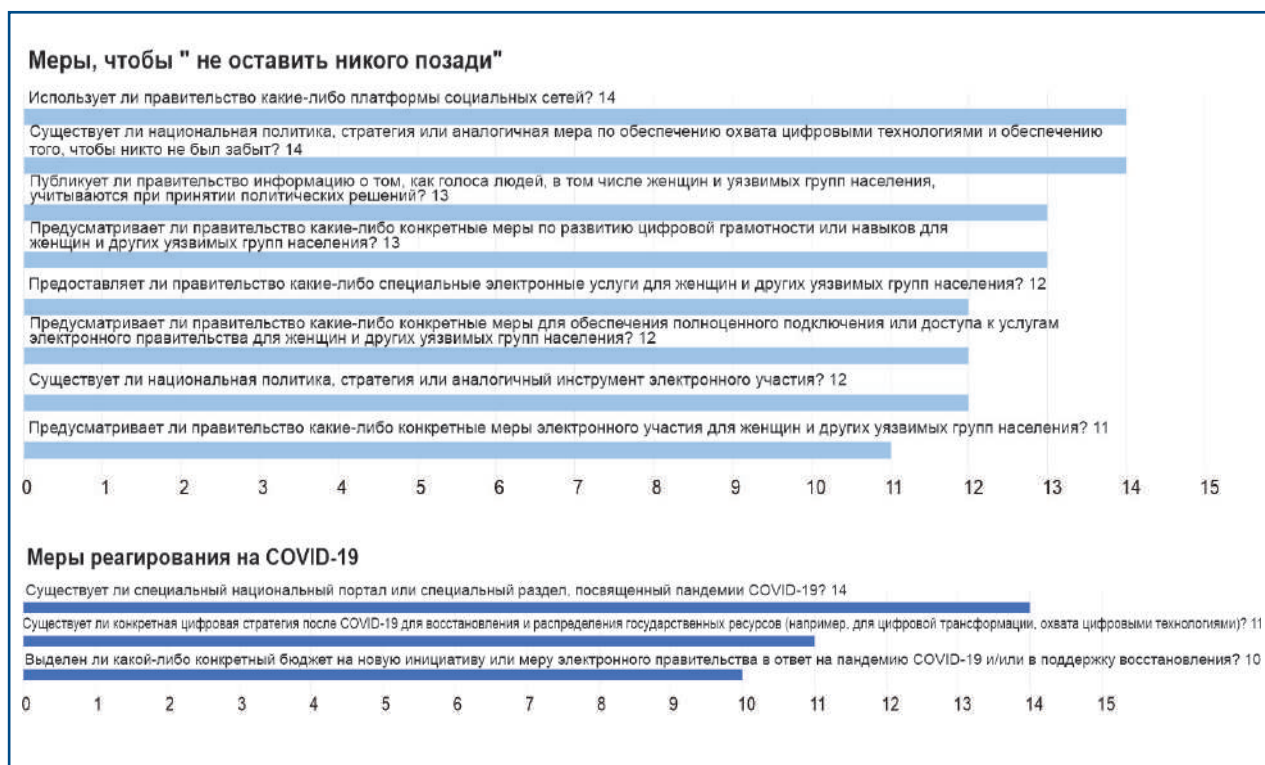 Меры, чтобы " не оставить никого позади"
Использует ли правительство какие-либо платформы социальных сетей? 14
Существует ли национальная политика, стратегия или аналогичная мера по обеспечению охвата цифровыми технологиями и обеспечению
того, чтобы никто не был забыт? 14
Публикует ли правительство информацию о том, как голоса людей, в том числе женщин и уязвимых групп населения,
учитываются при принятии политических решений? 13
Предусматривает ли правительство какие-либо конкретные меры по развитию цифровой грамотности или навыков для
женщин и других уязвимых групп населения? 13
Предоставляет ли правительство какие-либо специальные электронные услуги для женщин и других уязвимых групп населения? 12
Предусматривает ли правительство какие-либо конкретные меры для обеспечения полноценного подключения или доступа к услугам
электронного правительства для женщин и других уязвимых групп населения? 12
Существует ли национальная политика, стратегия или аналогичный инструмент электронного участия? 12
Предусматривает ли правительство какие-либо конкретные меры электронного участия для женщин и других уязвимых групп населения? 11
0 1 2 3 4 5 6 7 8 9 10 11 12 13 14 15
Меры реагирования на COVID-19
Существует ли специальный национальный портал или специальный раздел, посвященный пандемии COVID-19? 14
Существует ли конкретная цифровая стратегия после COVID-19 для восстановления и распределения государственных ресурсов (например, для цифровой трансформации, охвата цифровыми технологиями)? 11
Выделен ли какой-либо конкретный бюджет на новую инициативу или меру электронного правительства в ответ на пандемию COVID-19 и/или в поддержку восстановления? 10
0 1 2 3 4 5 6 7 8 9 10 11 12 13 14 15